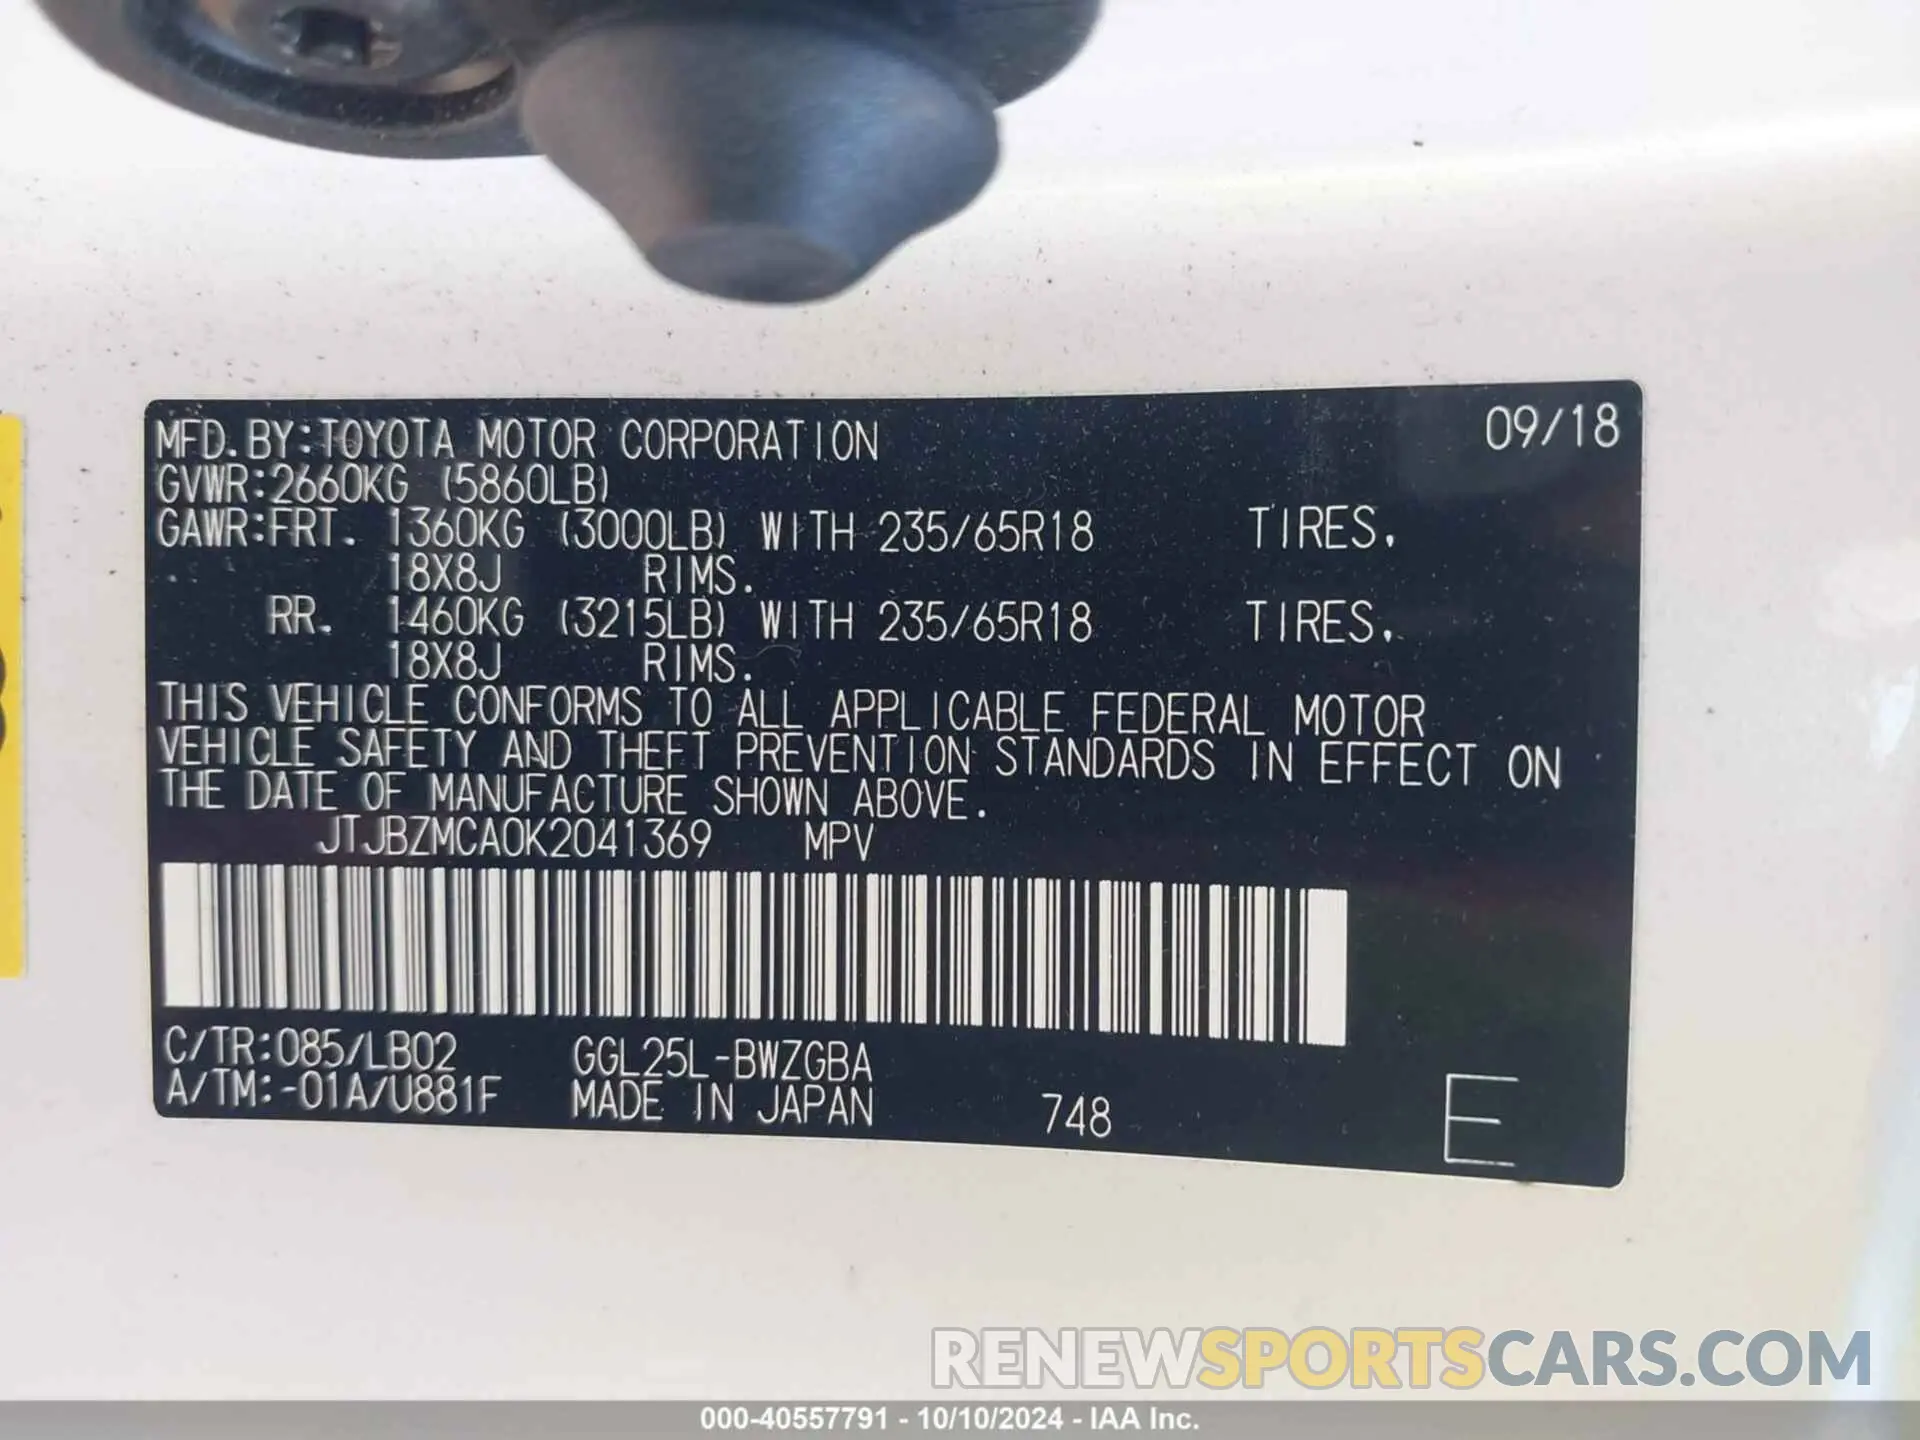 MFD.BY:TOYOTA MOTOR CORPORATION 09/18
GVWR:2660KG (5860LB)
GAWR:FRT. 1360KG (3000LB) WITH 235/65R18 TIRES,
18X8J RIMS.
RR. 1460KG (3215LB) WITH 235/65R18 TIRES,
18X8J RIMS.
THIS VEHICLE CONFORMS TO ALL APPLICABLE FEDERAL MOTOR
VEHICLE SAFETY AND THEFT PREVENTION STANDARDS IN EFFECT ON
THE DATE OF MANUFACTURE SHOWN ABOVE.
JTJBZMCA0K2041369 MPV
C/TR:085/LB02 GGL25L-BWZGBA
A/TM:-01A/U881F MADE IN JAPAN 748 E
RENEWSPORTSCARS.COM
000-40557791 - 10/10/2024 - IAA Inc.